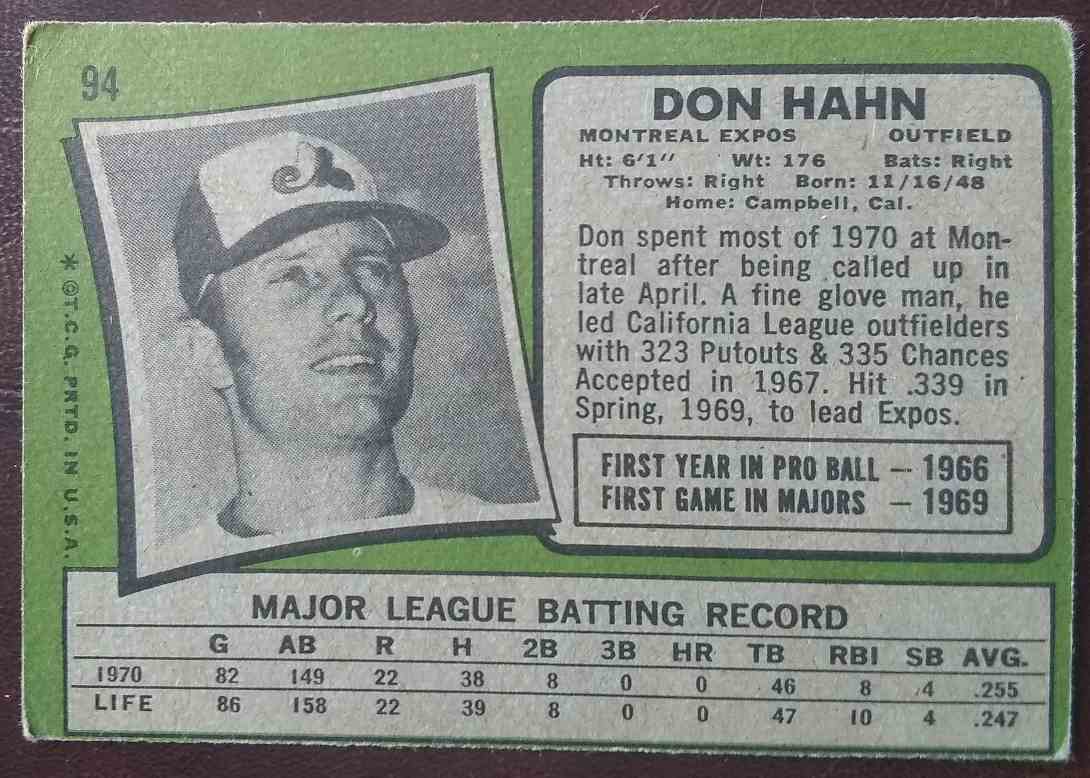 94
DON HAHN
MONTREAL EXPOS OUTFIELD
Ht: 6'1" Wt: 176 Bats: Right
Throws: Right Born: 11/16/48
Home: Campbell, Cal.
Don spent most of 1970 at Mon-
treal after being called up in
late April. A fine glove man, he
led California League outfielders
with 323 Putouts & 335 Chances
Accepted in 1967. Hit .339 in
Spring, 1969, to lead Expos.
FIRST YEAR IN PRO BALL — 1966
FIRST GAME IN MAJORS — 1969
* ©T.C.G. PRTD. IN U.S.A.
MAJOR LEAGUE BATTING RECORD
G AB R H 2B 3B HR TB RBI SB AVG.
1970 82 149 22 38 8 0 0 46 8 4 .255
LIFE 86 158 22 39 8 0 0 47 10 4 .247